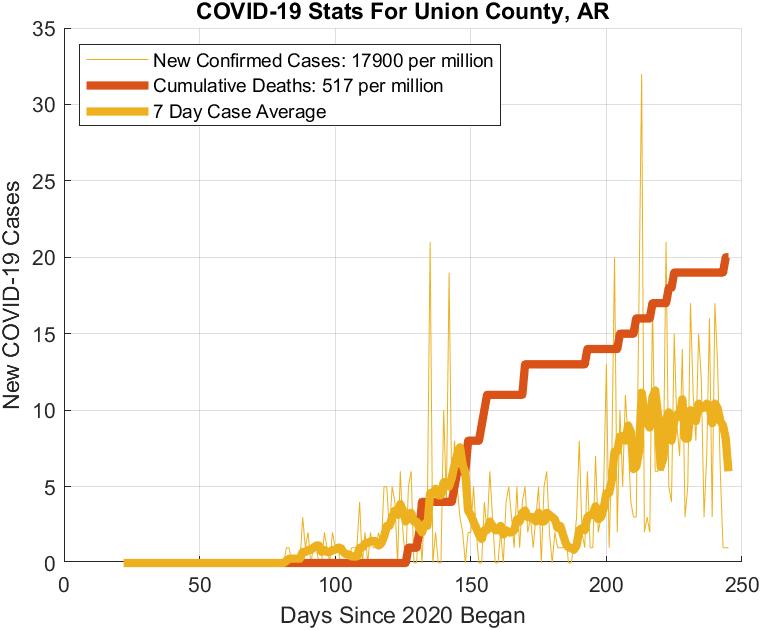 COVID-19 Stats For Union County, AR
35
30
25
20
15
10
5
0
New COVID-19 Cases
New Confirmed Cases: 17900 per million
Cumulative Deaths: 517 per million
7 Day Case Average
0 50 100 150 200 250
Days Since 2020 Began